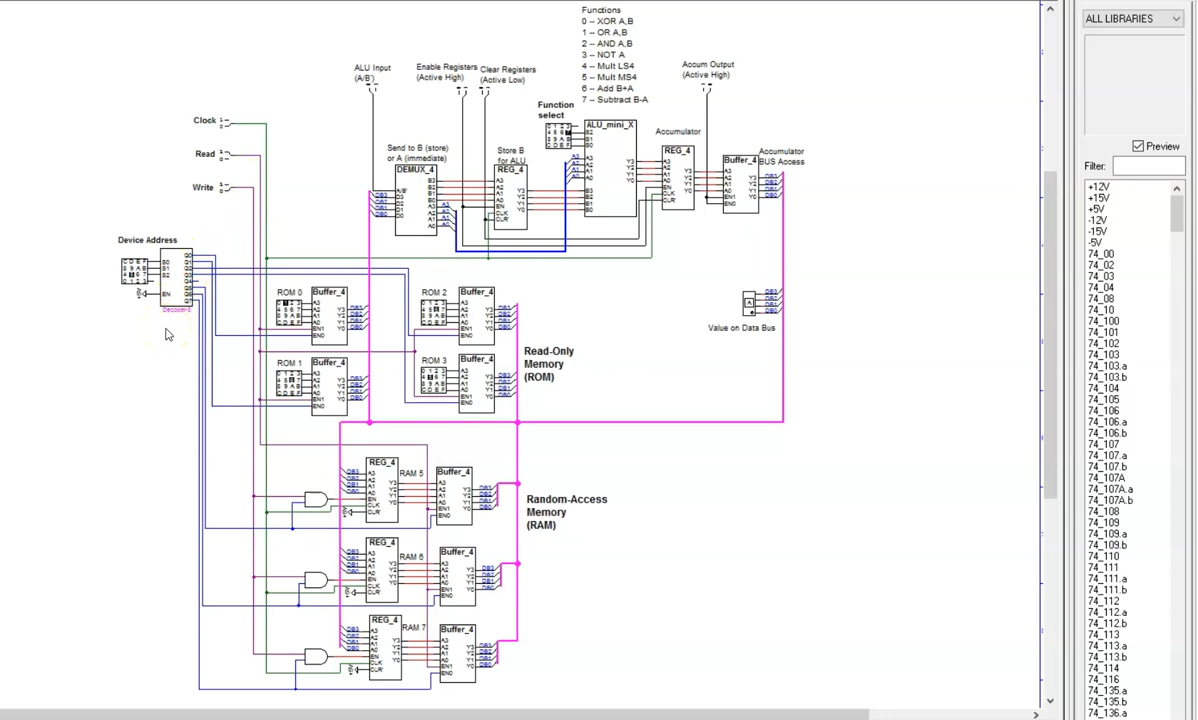 Functions
0 -- XOR A,B
1 -- OR A,B
2 -- AND A,B
3 -- NOT A
4 -- Mult LS4
5 -- Mult MS4
6 -- Add B+A
7 -- Subtract B-A
ALU Input
(A/B')
Enable Registers
(Active High)
Clear Registers
(Active Low)
Accum Output
(Active High)
Function
select
ALU_mini_X
Accumulator
REG_4
Buffer_4
Accumulator
BUS Access
Clock
Read
Write
Send to B (store)
or A (immediate)
DEMUX_4
Store B
for ALU
REG_4
Device Address
Decoder-8
ROM 0
Buffer_4
ROM 2
Buffer_4
Value on Data Bus
ROM 1
Buffer_4
ROM 3
Buffer_4
Read-Only
Memory
(ROM)
REG_4
RAM 5
Buffer_4
Random-Access
Memory
(RAM)
REG_4
RAM 6
Buffer_4
REG_4
RAM 7
Buffer_4
ALL LIBRARIES
Preview
Filter:
+12V
+15V
+5V
-12V
-15V
-5V
74_00
74_02
74_03
74_04
74_08
74_10
74_100
74_101
74_102
74_103
74_103.a
74_103.b
74_104
74_105
74_106
74_106.a
74_106.b
74_107
74_107.a
74_107.b
74_107A
74_107A.a
74_107A.b
74_108
74_109
74_109.a
74_109.b
74_110
74_111
74_111.a
74_111.b
74_112
74_112.a
74_112.b
74_113
74_113.a
74_113.b
74_114
74_116
74_135.a
74_135.b
74_136.a